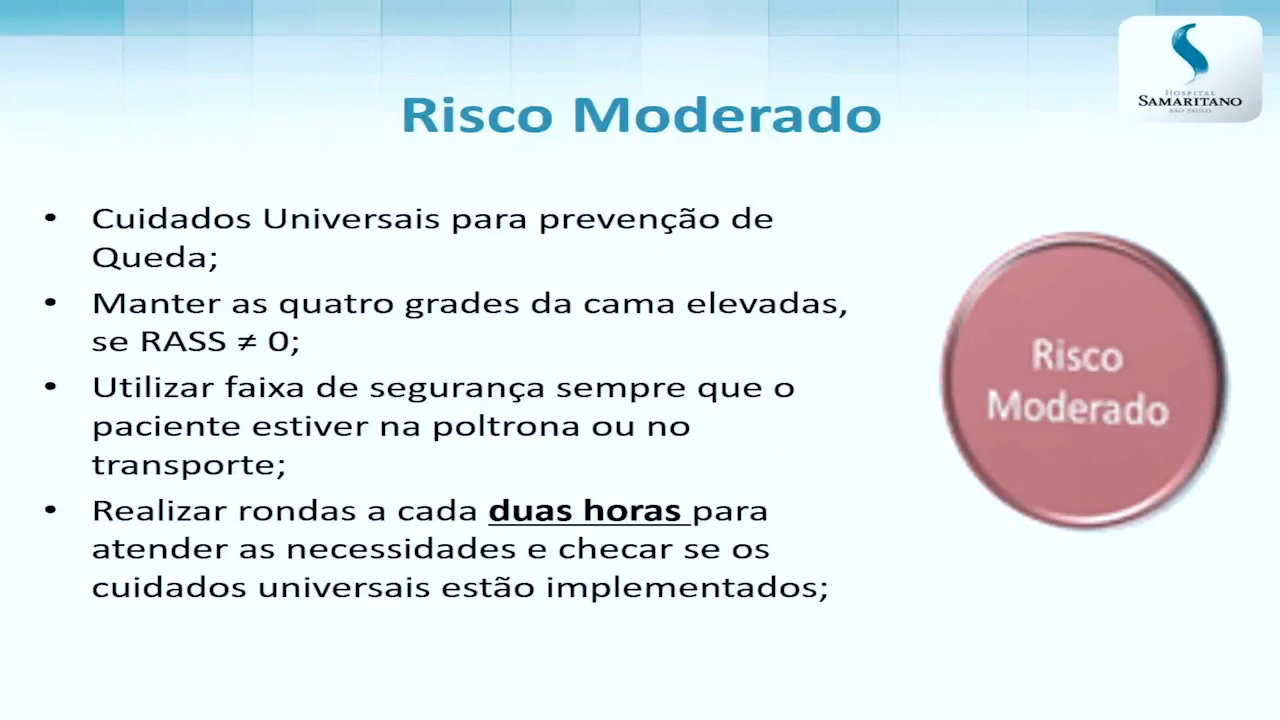 HOSPITAL
SAMARITANO
SÃO PAULO
Risco Moderado
• Cuidados Universais para prevenção de
Queda;
• Manter as quatro grades da cama elevadas,
se RASS ≠ 0;
• Utilizar faixa de segurança sempre que o
paciente estiver na poltrona ou no
transporte;
• Realizar rondas a cada duas horas para
atender as necessidades e checar se os
cuidados universais estão implementados;
Risco
Moderado